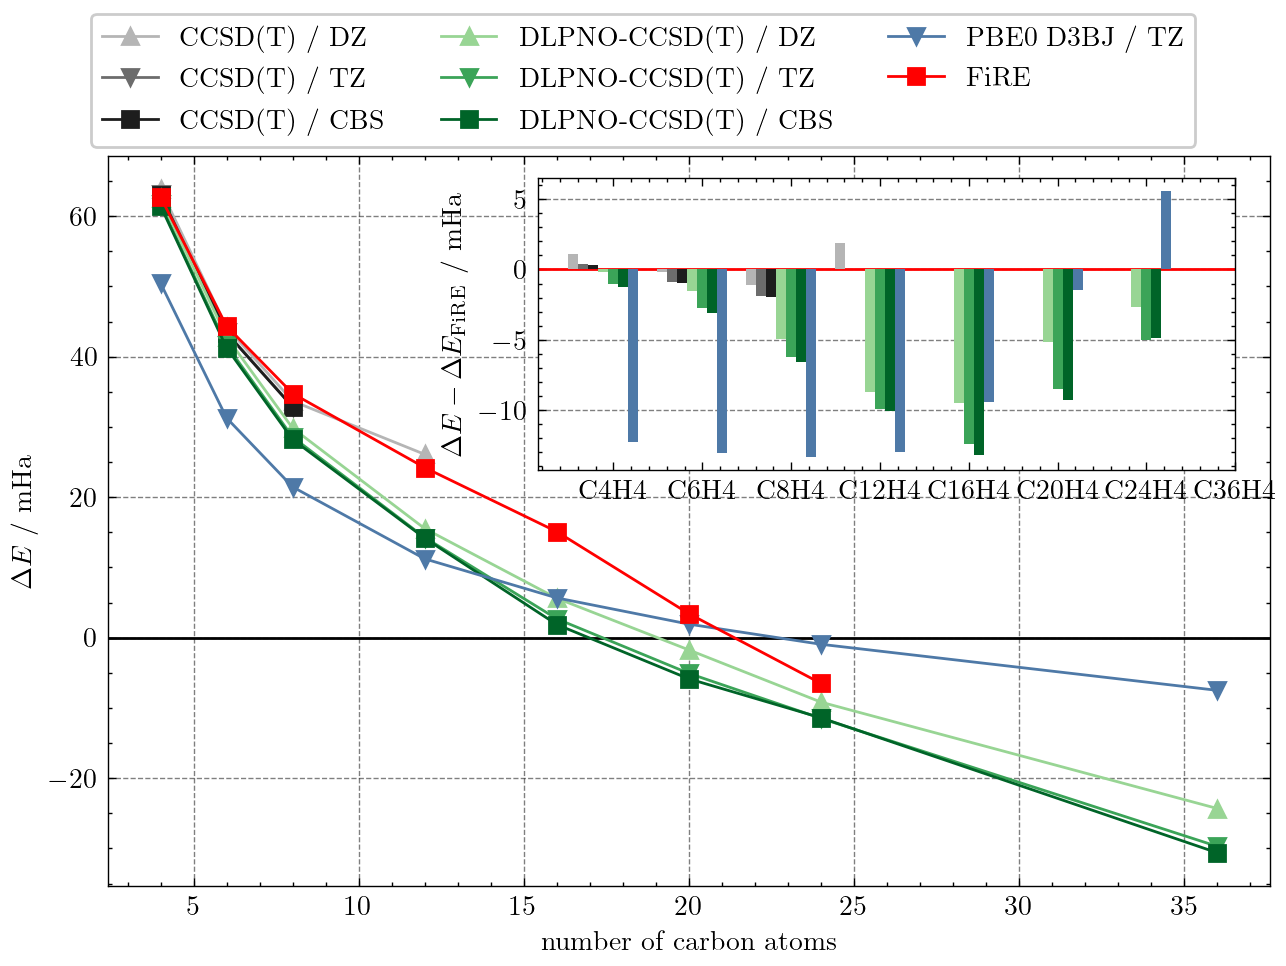 CCSD(T) / DZ
CCSD(T) / TZ
CCSD(T) / CBS
DLPNO-CCSD(T) / DZ
DLPNO-CCSD(T) / TZ
DLPNO-CCSD(T) / CBS
PBE0 D3BJ / TZ
FiRE
ΔE / mHa
60
40
20
0
−20
5 10 15 20 25 30 35
number of carbon atoms
ΔE − ΔE_FiRE / mHa
5
0
−5
−10
C4H4 C6H4 C8H4 C12H4 C16H4 C20H4 C24H4 C36H4